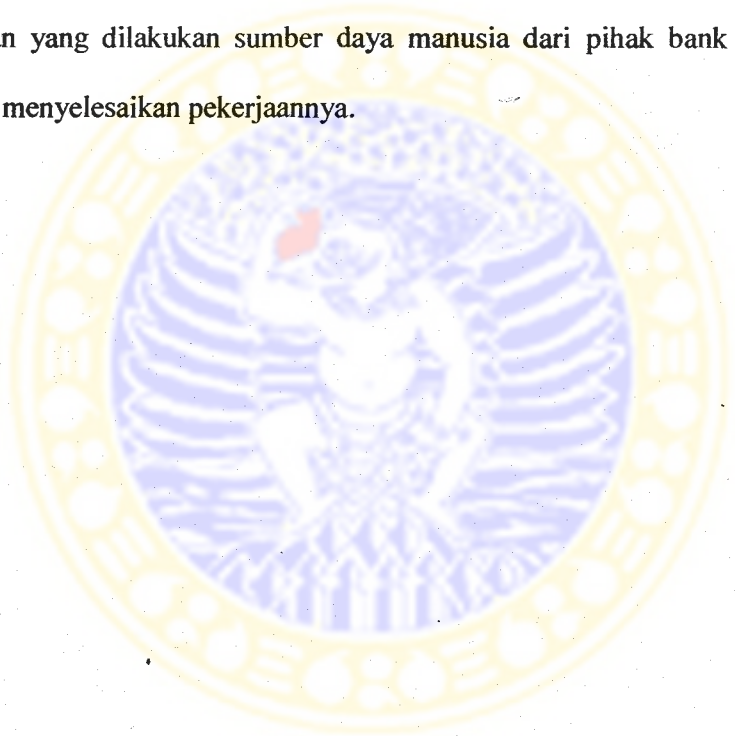 n yang dilakukan sumber daya manusia dari pihak bank
menyelesaikan pekerjaannya.